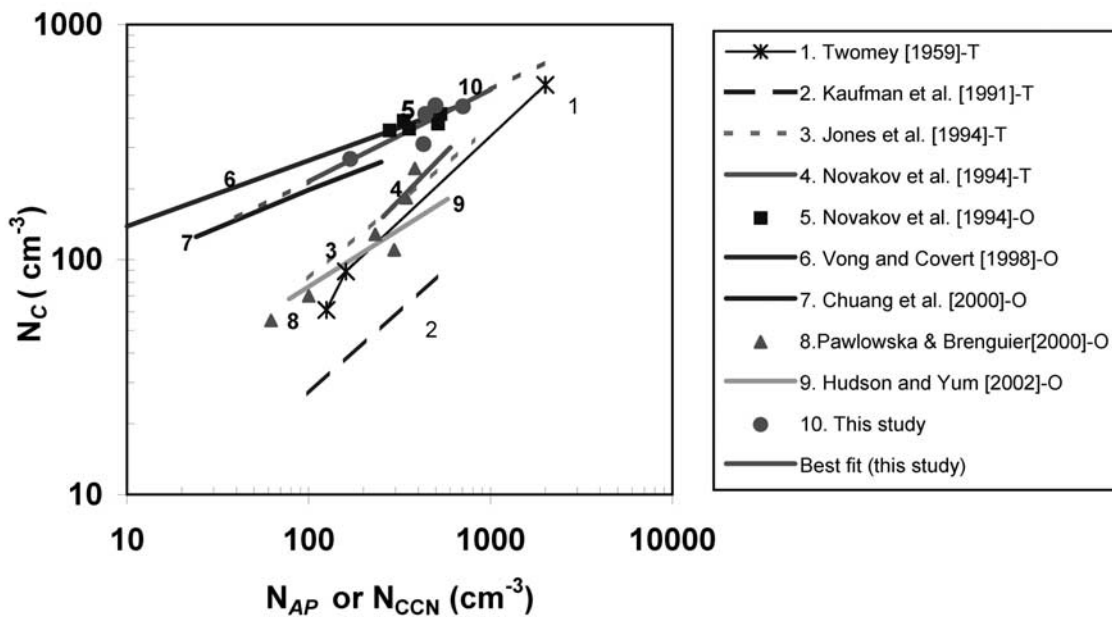 1000
100
10
N_C ( cm^-3)
10
100
1000
10000
N_AP or N_CCN (cm^-3)
1
2
3
4
5
6
7
8
9
10
1. Twomey [1959]-T
2. Kaufman et al. [1991]-T
3. Jones et al. [1994]-T
4. Novakov et al. [1994]-T
5. Novakov et al. [1994]-O
6. Vong and Covert [1998]-O
7. Chuang et al. [2000]-O
8.Pawlowska & Brenguier[2000]-O
9. Hudson and Yum [2002]-O
10. This study
Best fit (this study)